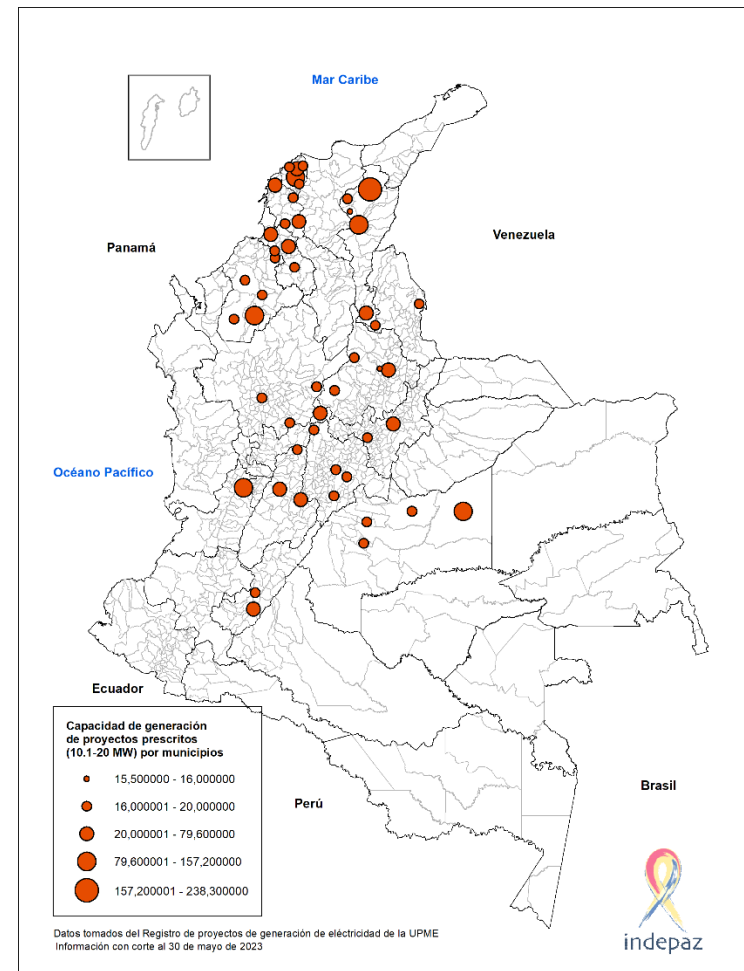 Mar Caribe
Panamá
Venezuela
Océano Pacífico
Ecuador
Capacidad de generación
de proyectos prescritos
(10.1-20 MW) por municipios
15,500000 - 16,000000
16,000001 - 20,000000
20,000001 - 79,600000
79,600001 - 157,200000
157,200001 - 238,300000
Perú
Brasil
Datos tomados del Registro de proyectos de generación de eléctricidad de la UPME
Información con corte al 30 de mayo de 2023
indepaz